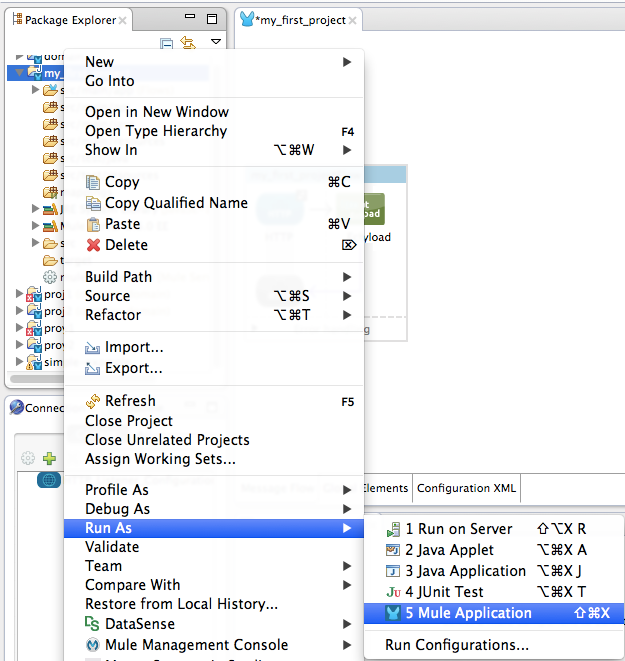 Package Explorer
*my_first_project
dom
my_
New
Go Into
Open in New Window
Open Type Hierarchy F4
Show In ⌥⌘W
Copy ⌘C
Copy Qualified Name
Paste ⌘V
Delete ⌦
yload
Build Path
Source ⌥⌘S
Refactor ⌥⌘T
proj
proj
proy
proy
sim
Import...
Export...
Refresh F5
Close Project
Close Unrelated Projects
Assign Working Sets...
Connec
Profile As
Debug As
Run As
Validate
Team
Compare With
Restore from Local History...
DataSense
Mule Management Console
Elements
Configuration XML
1 Run on Server ⇧⌥X R
2 Java Applet ⌥⌘X A
3 Java Application ⌥⌘X J
4 JUnit Test ⌥⌘X T
5 Mule Application ⇧⌘X
Run Configurations...